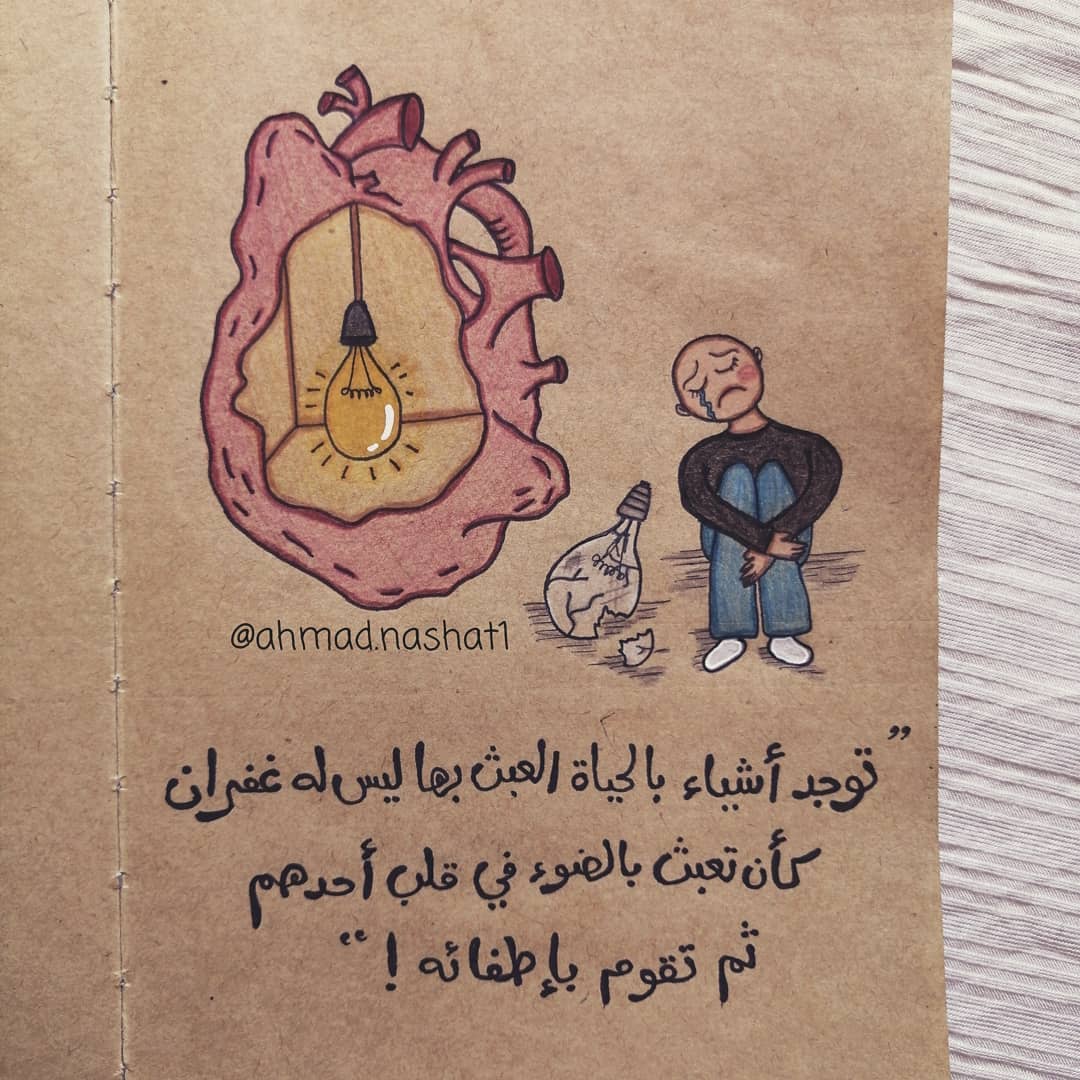 @ahmad.nashat1
” توجد أشياء بالحياة العبث بها ليس له غفران
كأن تعبث بالضوء في قلب أحدهم
ثم تقوم بإطفائه ! “